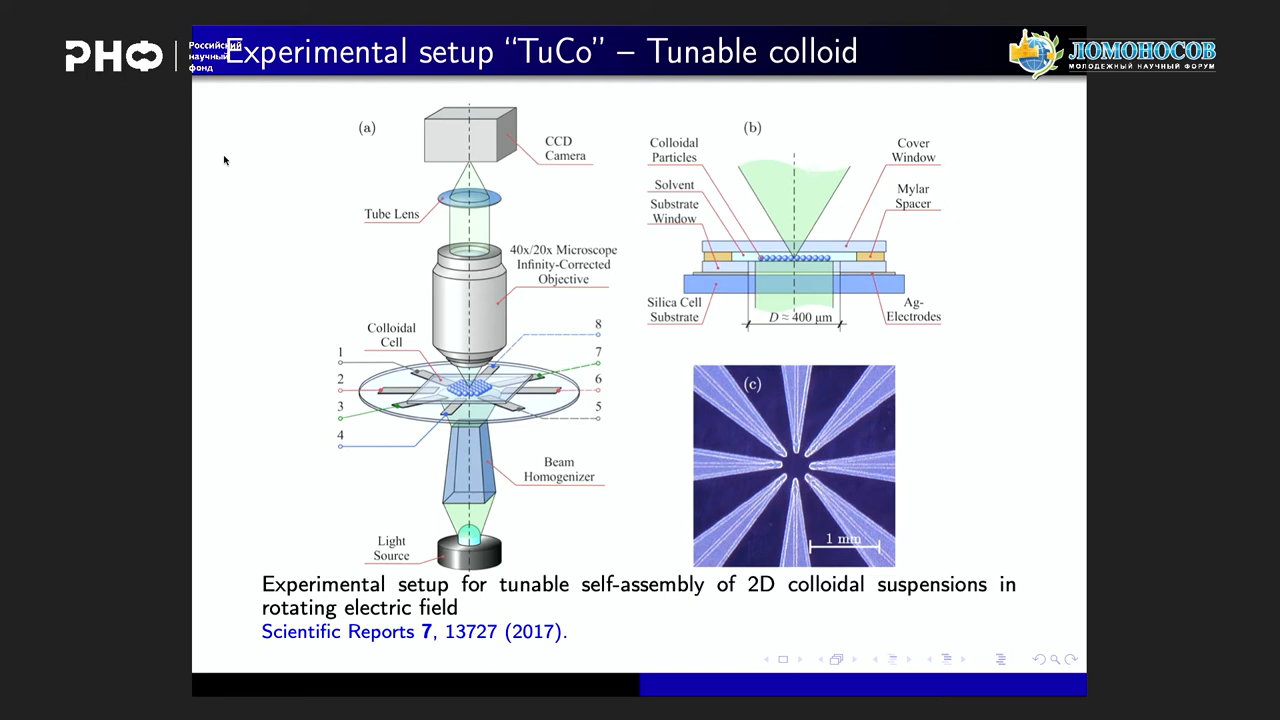 РНФ
Российский
научный
фонд
Experimental setup “TuCo” – Tunable colloid
ЛОМОНОСОВ
МОЛОДЕЖНЫЙ НАУЧНЫЙ ФОРУМ
(a)
CCD
Camera
Tube Lens
40x/20x Microscope
Infinity-Corrected
Objective
Colloidal
Cell
1
2
3
4
8
7
6
5
Beam
Homogenizer
Light
Source
(b)
Colloidal
Particles
Solvent
Substrate
Window
Silica Cell
Substrate
Cover
Window
Mylar
Spacer
Ag-
Electrodes
D ≈ 400 μm
(c)
1 mm
Experimental setup for tunable self-assembly of 2D colloidal suspensions in
rotating electric field
Scientific Reports 7, 13727 (2017).